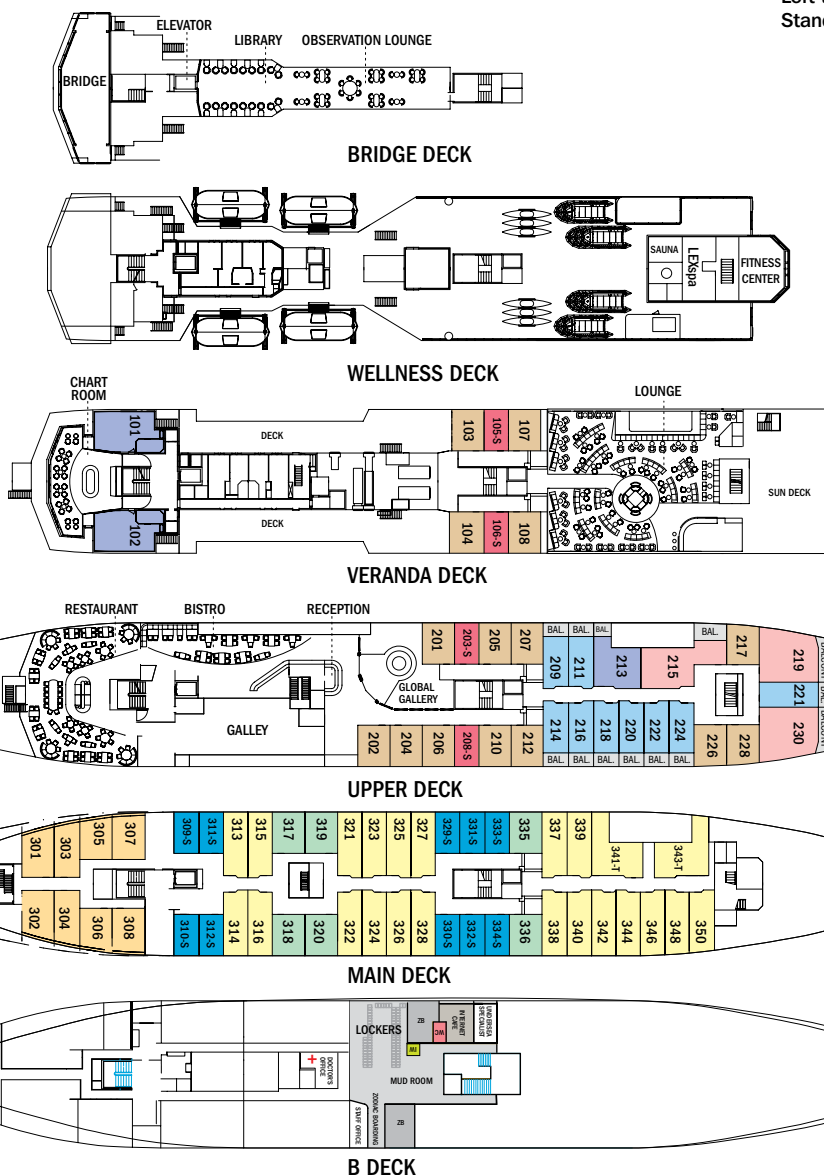 ELEVATOR
LIBRARY
OBSERVATION LOUNGE
BRIDGE
BRIDGE DECK
SAUNA
LEXspa
FITNESS
CENTER
WELLNESS DECK
CHART
ROOM
LOUNGE
101
DECK
103
105-S
107
SUN DECK
102
DECK
104
106-S
108
VERANDA DECK
RESTAURANT
BISTRO
RECEPTION
201
203-S
205
207
BAL.
BAL.
BAL.
BAL.
209
211
213
215
217
219
GLOBAL
GALLERY
221
GALLEY
202
204
206
208-S
210
212
214
216
218
220
222
224
226
228
230
BAL.
BAL.
BAL.
BAL.
BAL.
BAL.
UPPER DECK
301
303
305
307
309-S
311-S
313
315
317
319
321
323
325
327
329-S
331-S
333-S
335
337
339
341-T
343-T
302
304
306
308
310-S
312-S
314
316
318
320
322
324
326
328
330-S
332-S
334-S
336
338
340
342
344
346
348
350
MAIN DECK
LOCKERS
ZB
WC
INTERNET
CAFE
UNDERSEA
SPECIALIST
DOCTOR'S
OFFICE
MUD ROOM
STAFF OFFICE
ZODIAC BOARDING
ZB
B DECK